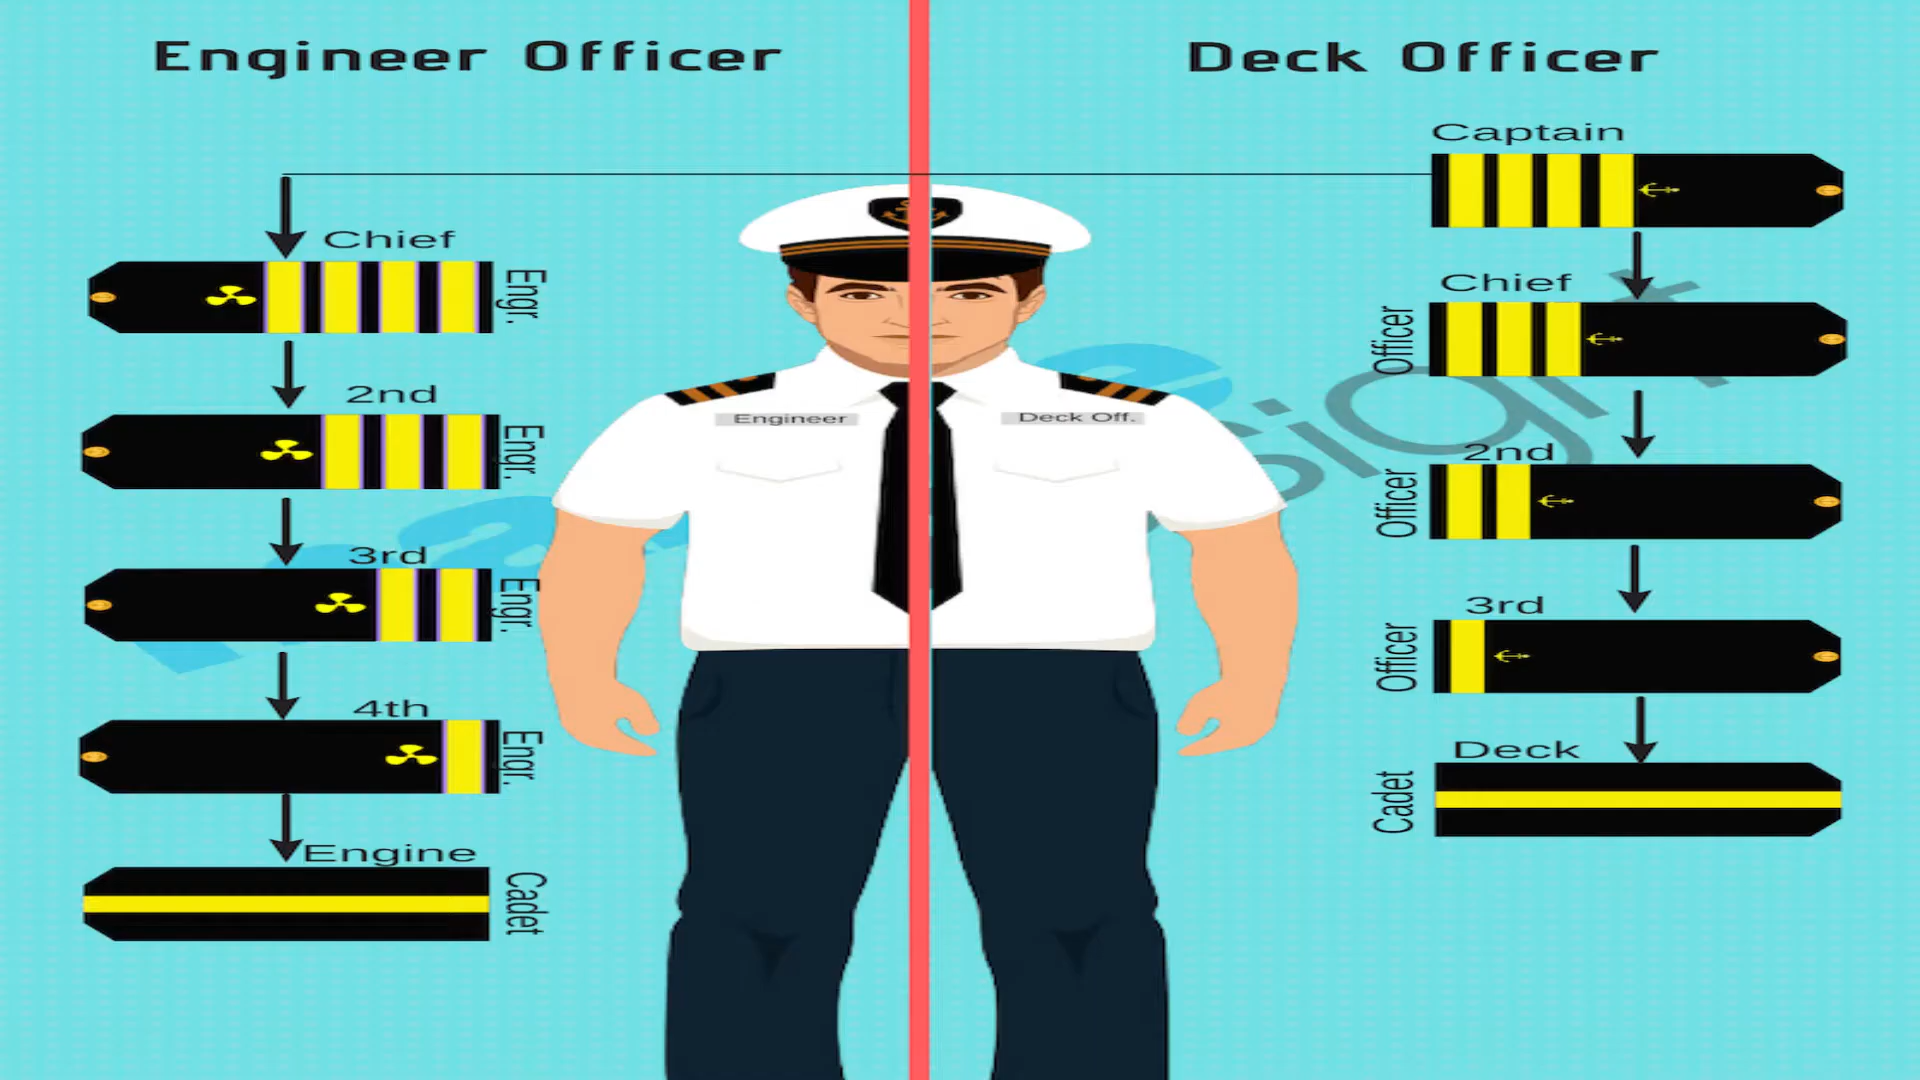 Engineer Officer
Deck Officer
Captain
Chief
Engr.
2nd
Engr.
3rd
Engr.
4th
Engr.
Engine
Cadet
Engineer
Deck Off.
Chief
Officer
2nd
Officer
3rd
Officer
Deck
Cadet